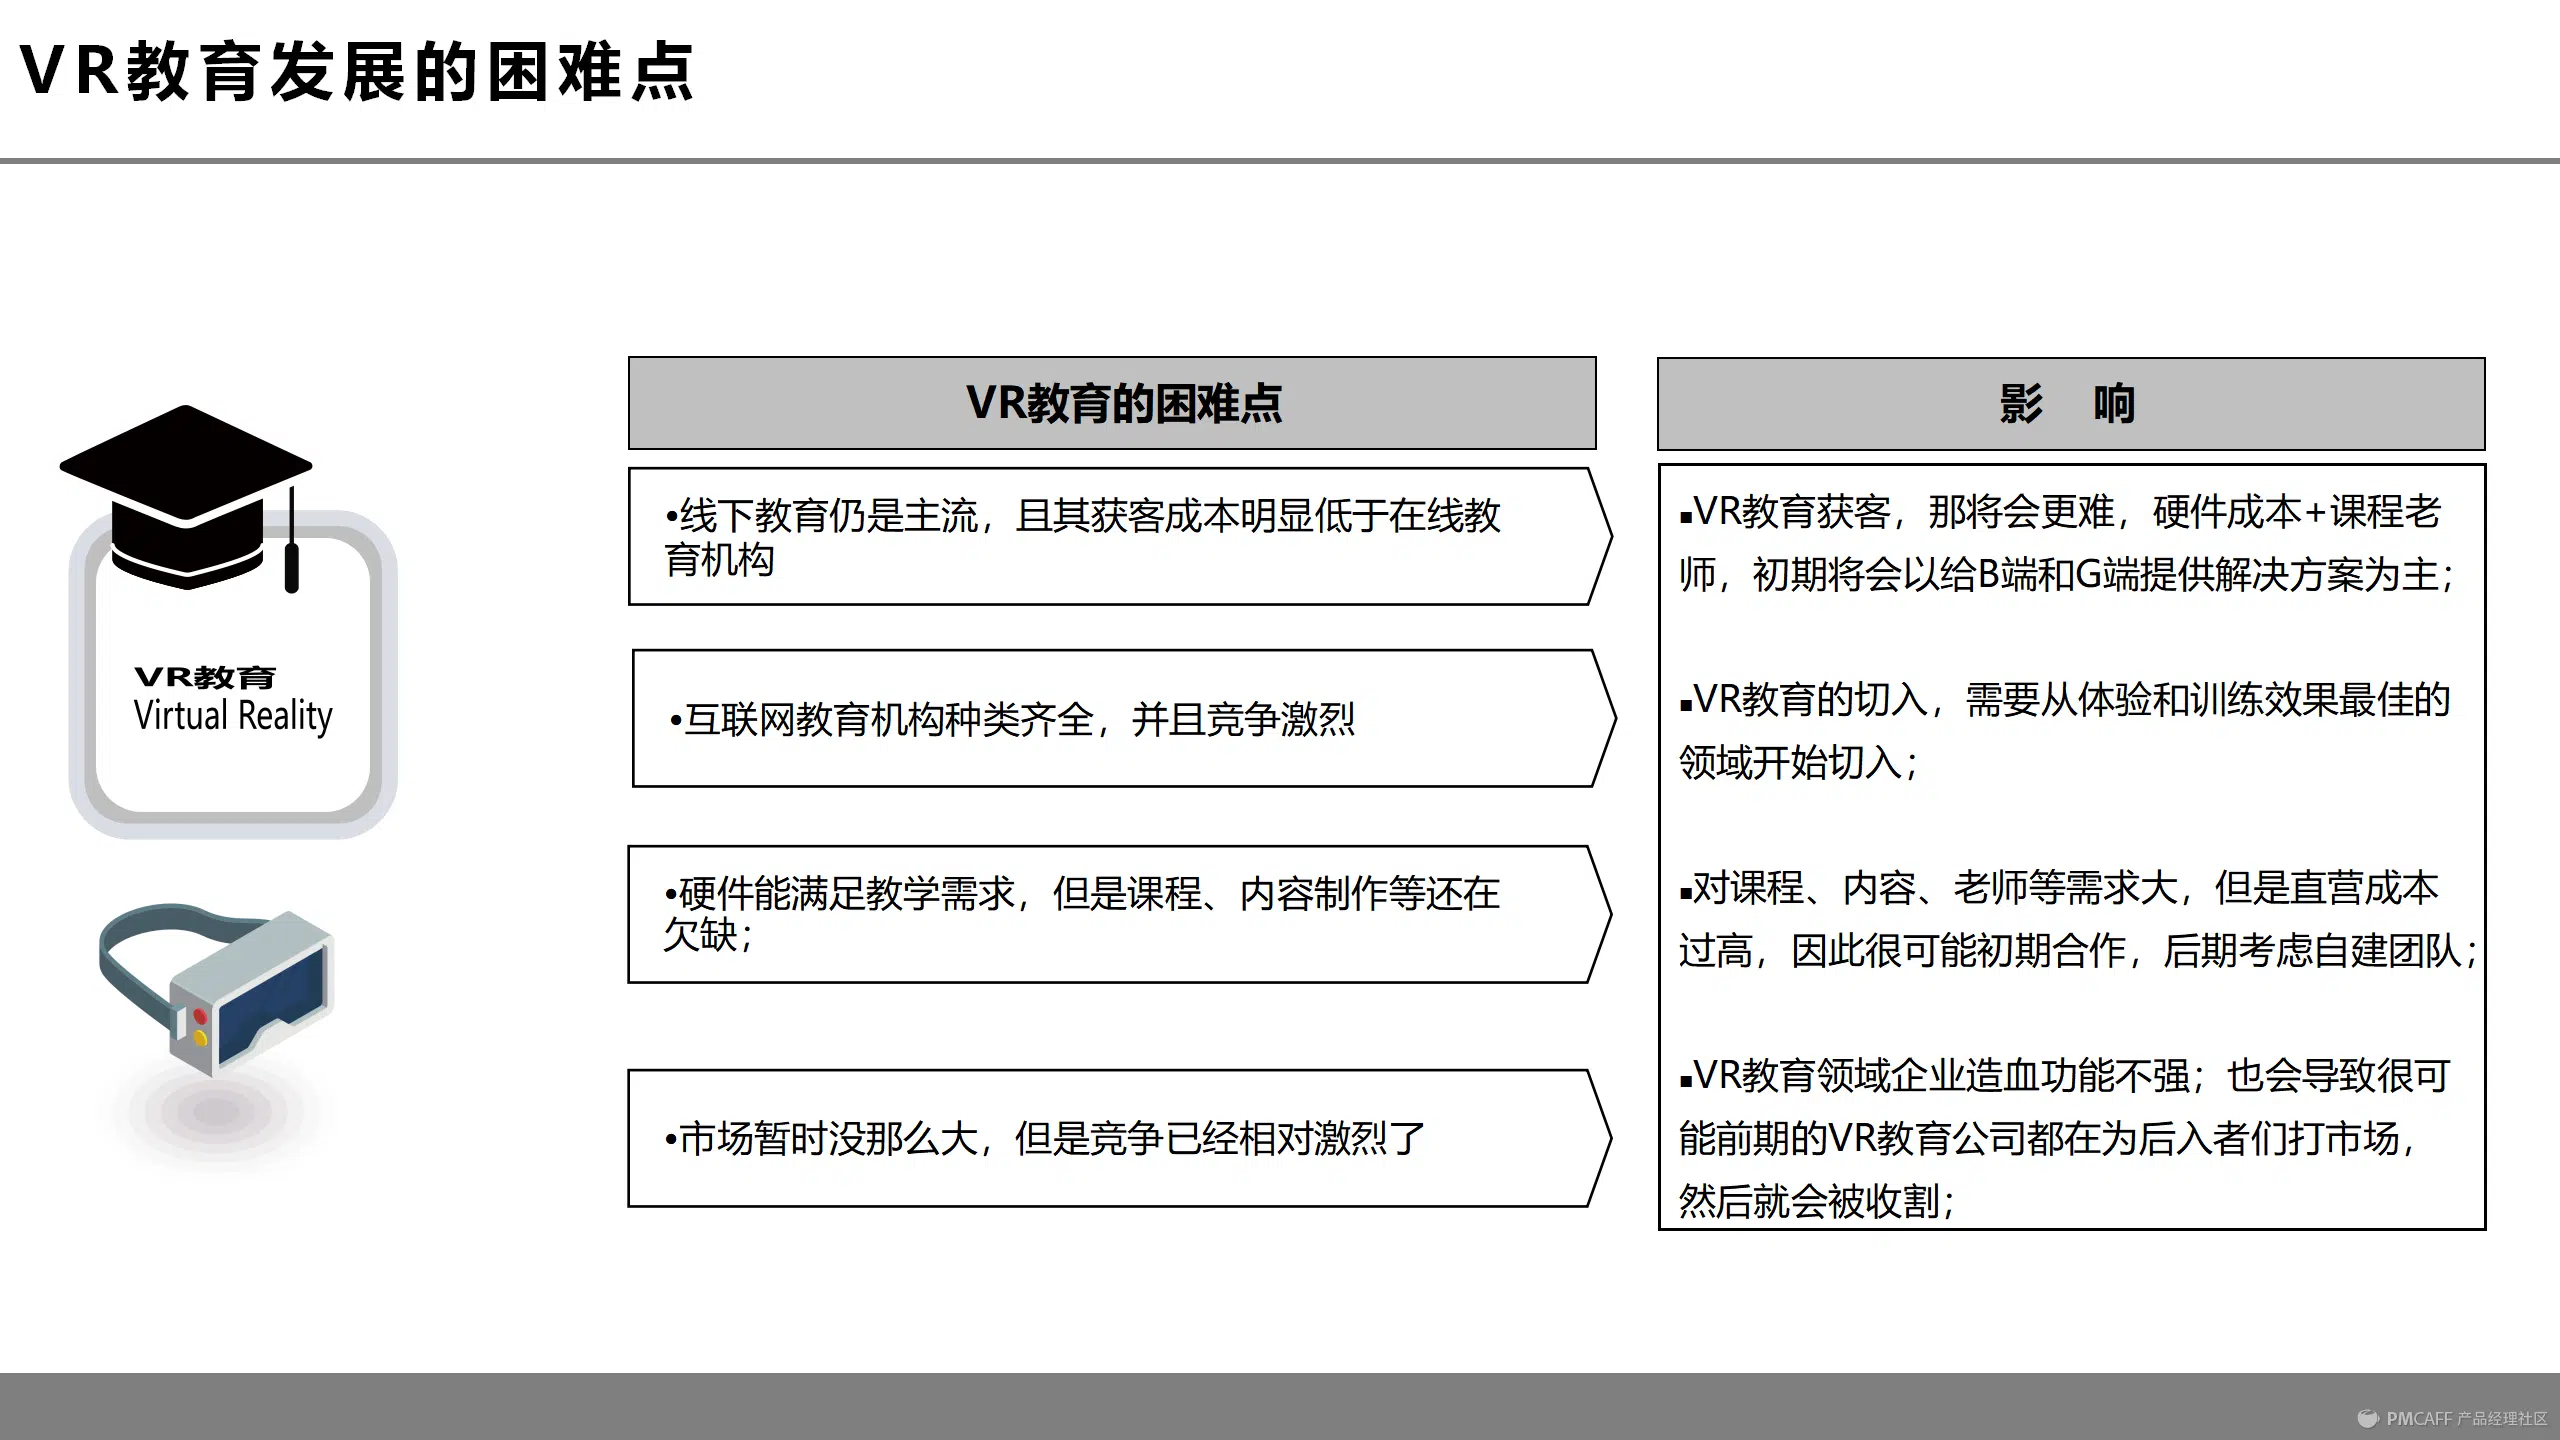 VR教育发展的困难点
VR教育
Virtual Reality
VR教育的困难点
•线下教育仍是主流，且其获客成本明显低于在线教
育机构
•互联网教育机构种类齐全，并且竞争激烈
•硬件能满足教学需求，但是课程、内容制作等还在
欠缺；
•市场暂时没那么大，但是竞争已经相对激烈了
影 响
▪VR教育获客，那将会更难，硬件成本+课程老
师，初期将会以给B端和G端提供解决方案为主；
▪VR教育的切入，需要从体验和训练效果最佳的
领域开始切入；
▪对课程、内容、老师等需求大，但是直营成本
过高，因此很可能初期合作，后期考虑自建团队；
▪VR教育领域企业造血功能不强；也会导致很可
能前期的VR教育公司都在为后入者们打市场，
然后就会被收割；
PMCAFF 产品经理社区